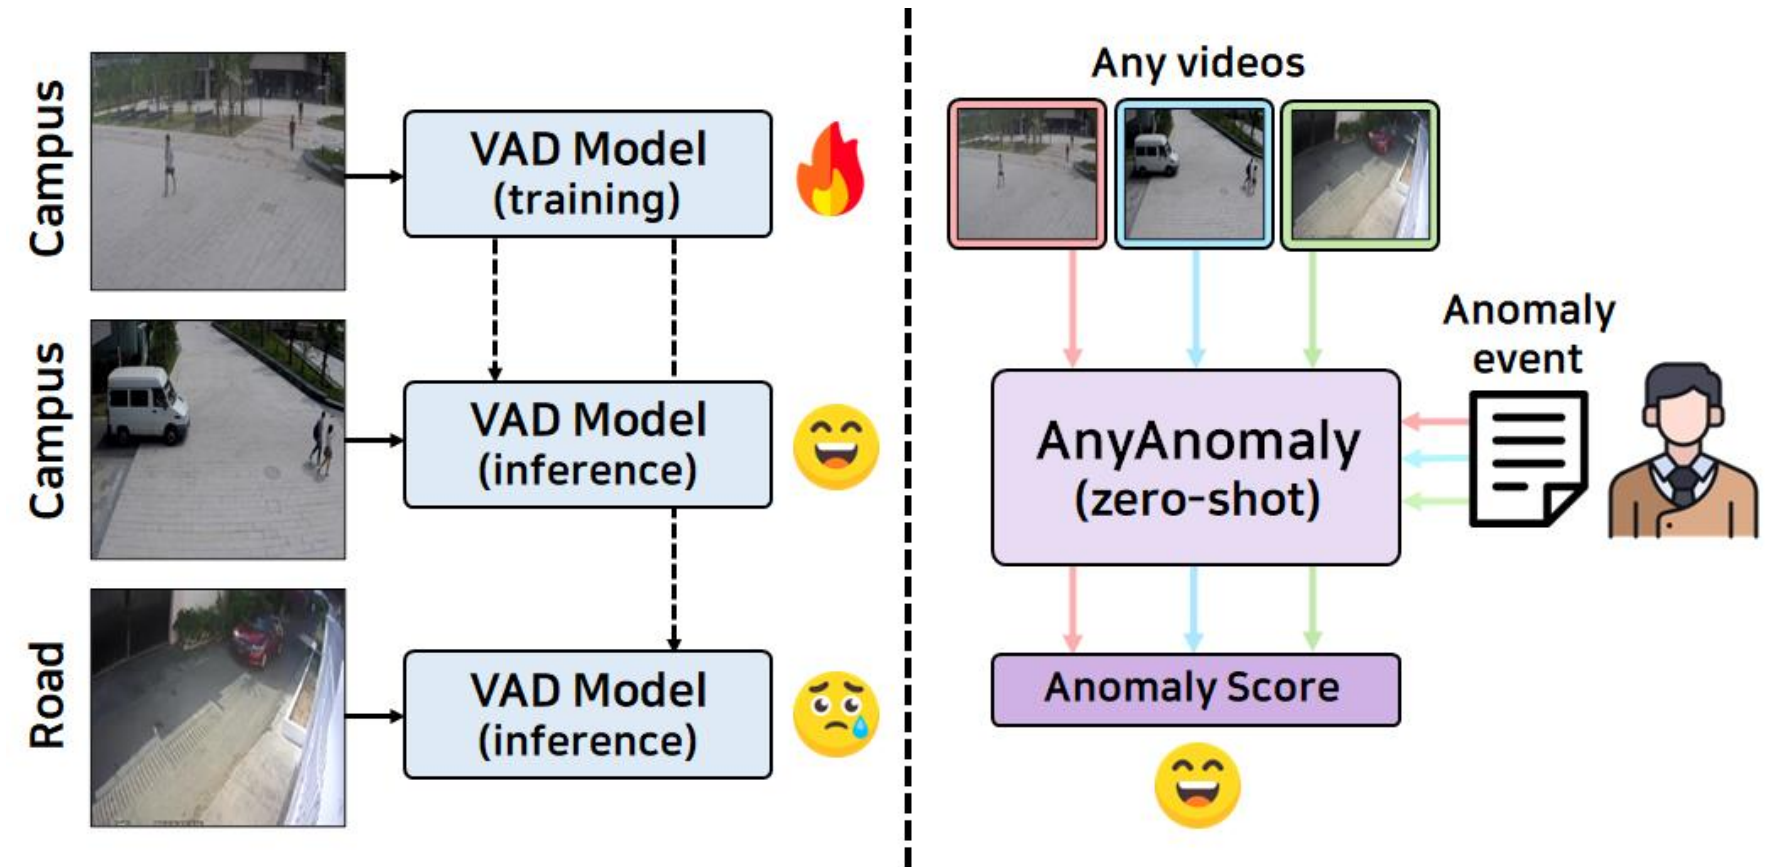 Campus
VAD Model
(training)
Campus
VAD Model
(inference)
Road
VAD Model
(inference)
Any videos
Anomaly
event
AnyAnomaly
(zero-shot)
Anomaly Score